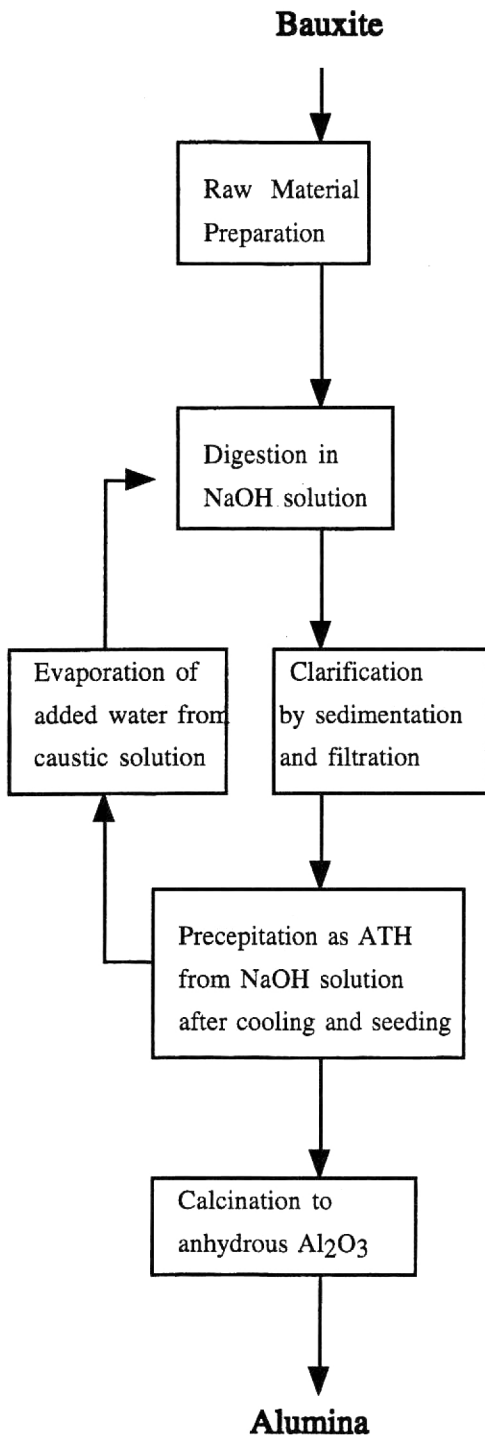 Bauxite
Raw Material
Preparation
Digestion in
NaOH solution
Evaporation of
added water from
caustic solution
Clarification
by sedimentation
and filtration
Precepitation as ATH
from NaOH solution
after cooling and seeding
Calcination to
anhydrous Al₂O₃
Alumina